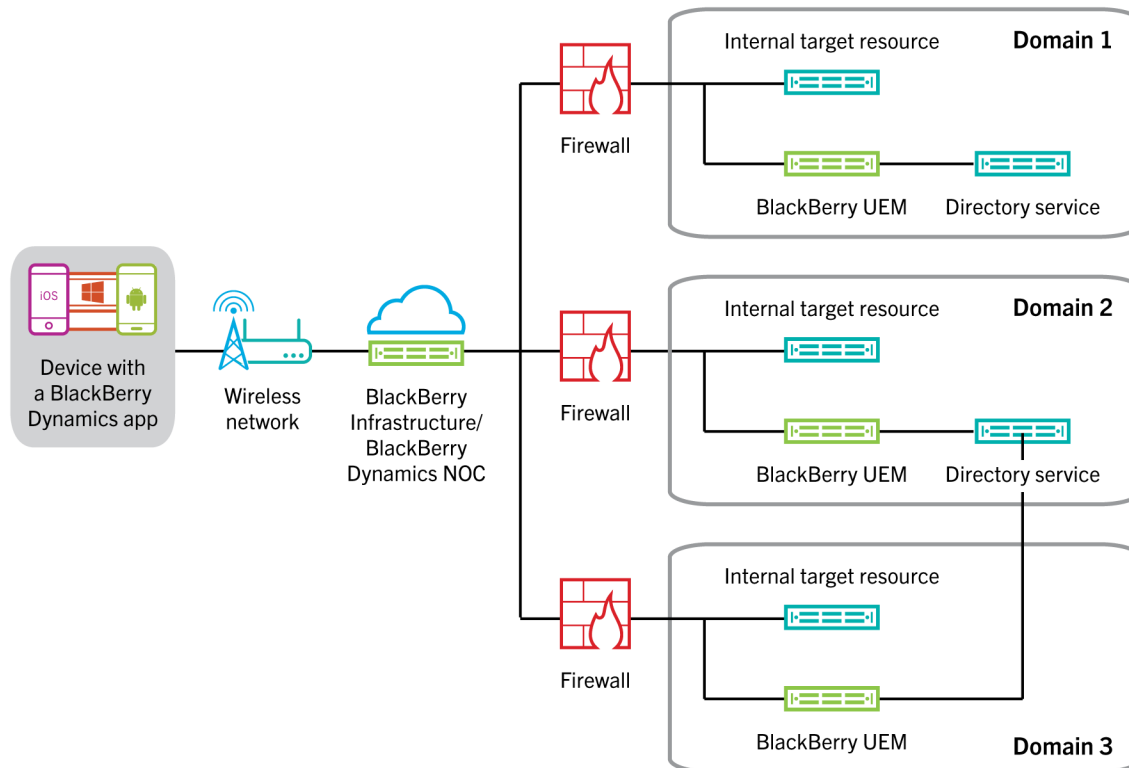 Internal target resource
Domain 1
Firewall
BlackBerry UEM
Directory service
iOS
Device with
a BlackBerry
Dynamics app
Wireless
network
BlackBerry
Infrastructure/
BlackBerry
Dynamics NOC
Internal target resource
Domain 2
Firewall
BlackBerry UEM
Directory service
Internal target resource
Firewall
BlackBerry UEM
Domain 3